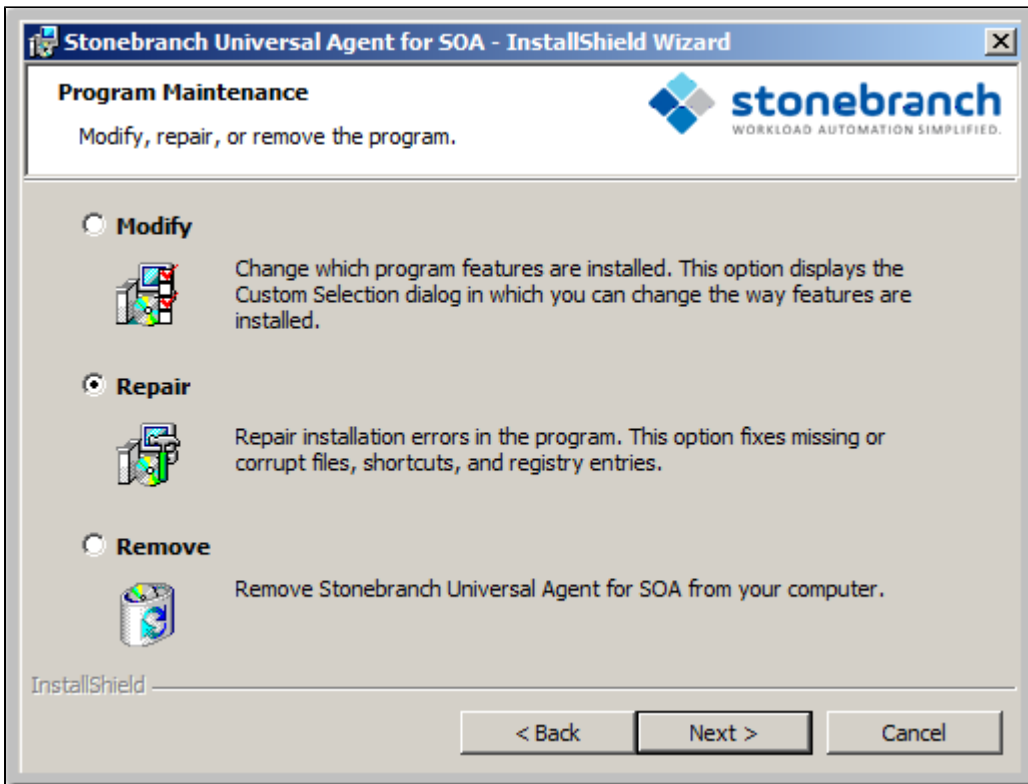 Stonebranch Universal Agent for SOA - InstallShield Wizard
Program Maintenance
Modify, repair, or remove the program.
stonebranch
WORKLOAD AUTOMATION SIMPLIFIED.
Modify
Change which program features are installed. This option displays the
Custom Selection dialog in which you can change the way features are
installed.
Repair
Repair installation errors in the program. This option fixes missing or
corrupt files, shortcuts, and registry entries.
Remove
Remove Stonebranch Universal Agent for SOA from your computer.
InstallShield
< Back
Next >
Cancel